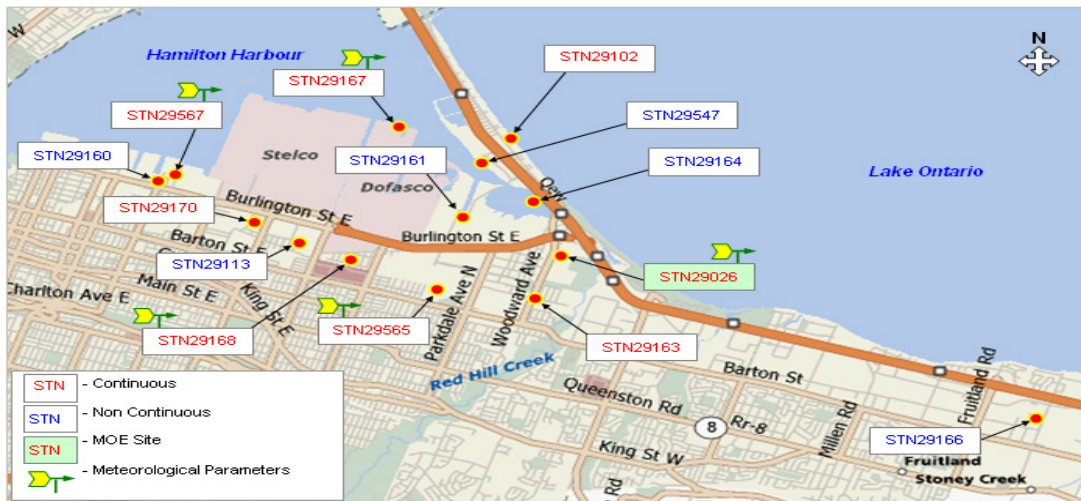 W
Hamilton Harbour
N
STN29167
STN29102
STN29567
STN29547
STN29160
Stelco
STN29161
STN29164
Dofasco
QEW
Lake Ontario
STN29170
Burlington St E
Burlington St E
Barton St E
STN29113
STN29026
Main St E
King St E
Charlton Ave E
Parkdale Ave N
Woodward Ave
STN29168
STN29565
STN29163
Red Hill Creek
Barton St
Fruitland Rd
Queenston Rd
8
Rr-8
Millen Rd
STN29166
King St W
Fruitland
Stoney Creek
STN - Continuous
STN - Non Continuous
STN - MOE Site
- Meteorological Parameters